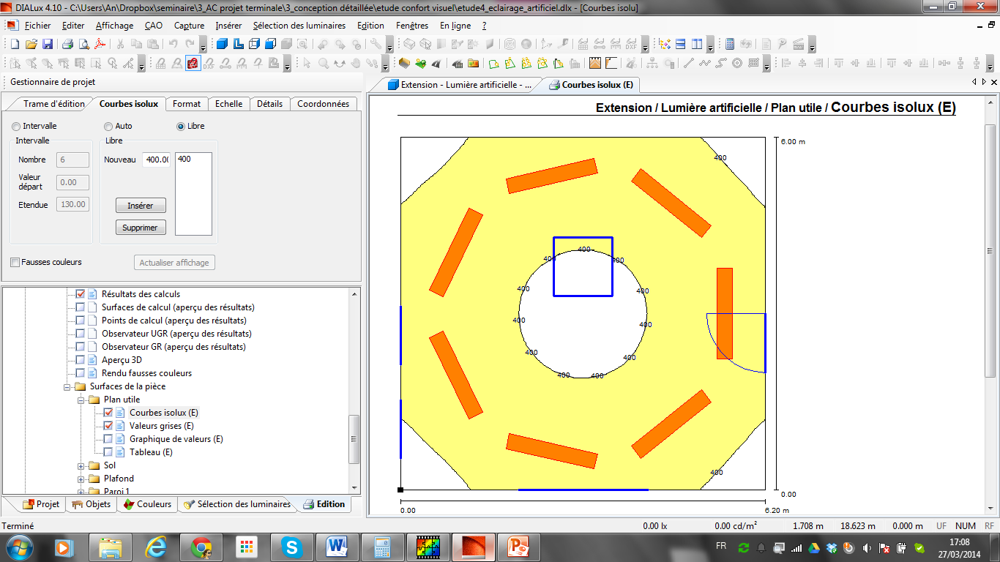 DIALux 4.10 - C:\Users\An\Dropbox\seminaire\3_AC projet terminale\3_conception détaillée\etude confort visuel\etude4_eclairage_artificiel.dlx - [Courbes isolu]
Fichier Editer Affichage CAO Capture Insérer Sélection des luminaires Edition Fenêtres En ligne ?
Gestionnaire de projet
Trame d'édition Courbes isolux Format Echelle Détails Coordonnées
Intervalle Auto Libre
Intervalle Libre
Nombre 6 Nouveau 400.0 400
Valeur départ 0.00
Etendue 130.00
Insérer
Supprimer
Fausses couleurs Actualiser affichage
Résultats des calculs
Surfaces de calcul (aperçu des résultats)
Points de calcul (aperçu des résultats)
Observateur UGR (aperçu des résultats)
Observateur GR (aperçu des résultats)
Aperçu 3D
Rendu fausses couleurs
Surfaces de la pièce
Plan utile
Courbes isolux (E)
Valeurs grises (E)
Graphique de valeurs (E)
Tableau (E)
Sol
Plafond
Paroi 1
Projet Objets Couleurs Sélection des luminaires Edition
Extension - Lumière artificielle - ... Courbes isolux (E)
Extension / Lumière artificielle / Plan utile / Courbes isolux (E)
6.00 m
400
400
400 400
400 400
400 400
400 400
400 400
400
0.00
0.00 6.20 m
Terminé 0.00 lx 0.00 cd/m² 1.708 m 18.623 m 0.000 m UF NUM RF
FR 17:08
27/03/2014